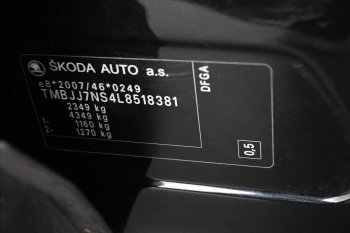 ŠKODA AUTO a.s.
e8*2007/46*0249
TMBJJ7NS4L8518381
2349 kg
4349 kg
1- 1160 kg
2- 1270 kg
DFGA
0,5